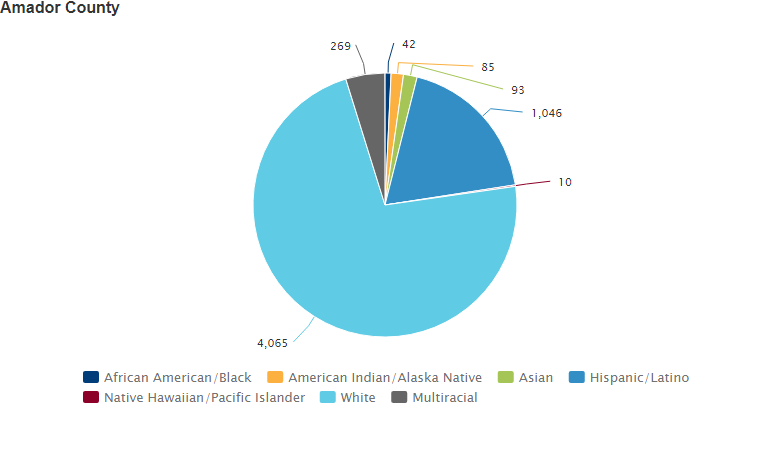 Amador County
269
42
85
93
1,046
10
4,065
African American/Black American Indian/Alaska Native Asian Hispanic/Latino
Native Hawaiian/Pacific Islander White Multiracial